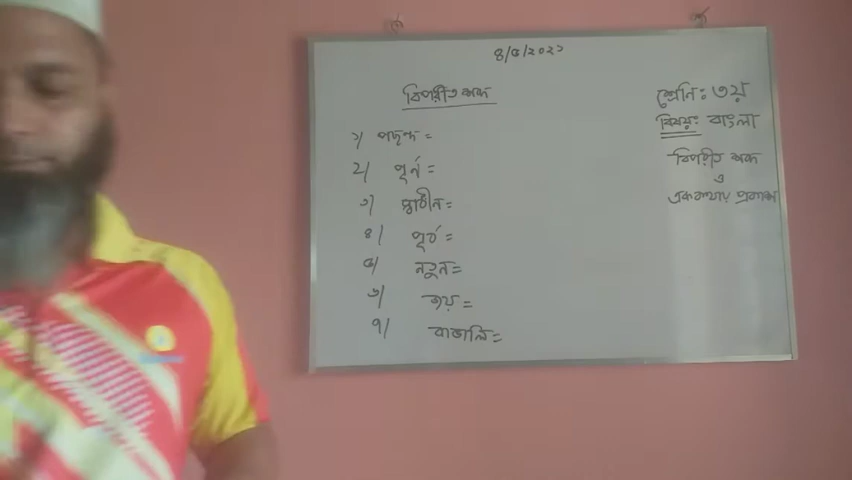 ৪/৫/২০২১
বিপরীত শব্দ
১/ পছন্দ =
২/ পূর্ণ =
৩/ স্বাধীন =
৪/ পূর্ব =
৫/ নতুন =
৬/ জয় =
৭/ বাঙালি =
শ্রেনি: ৩য়
বিষয়: বাংলা
বিপরীত শব্দ
ও
এককথায় প্রকাশ